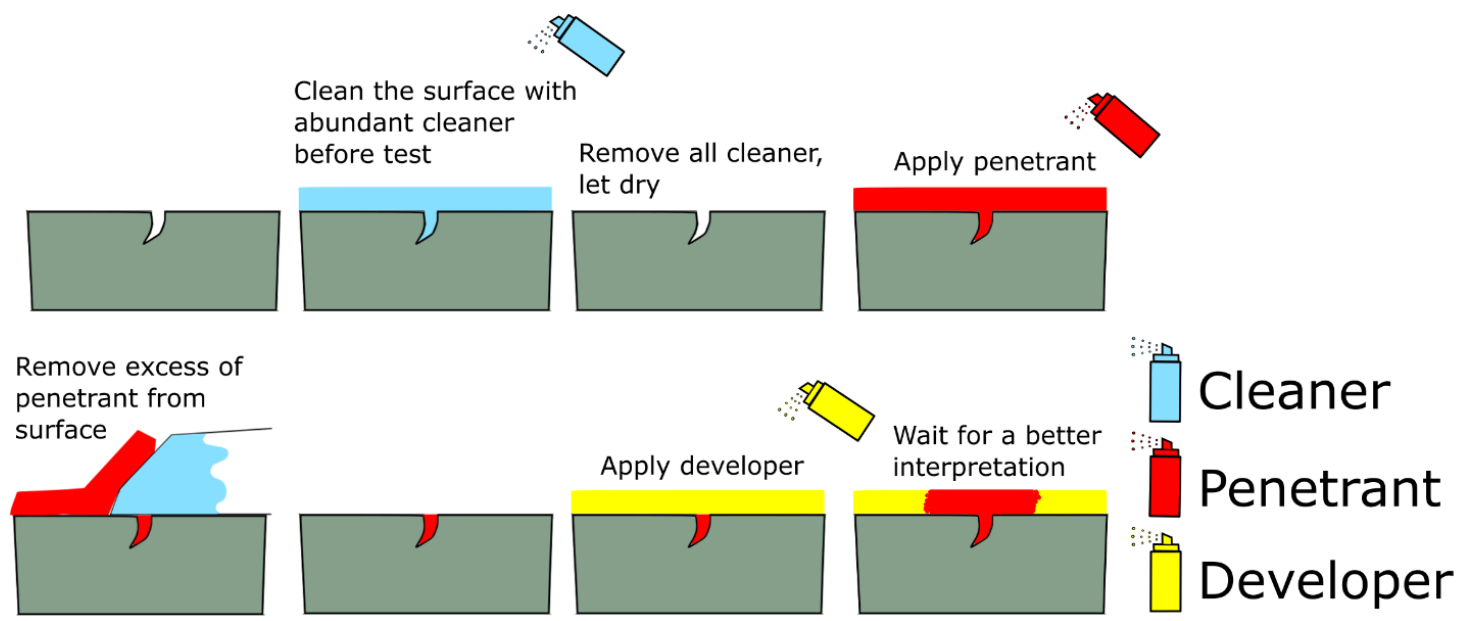 Clean the surface with
abundant cleaner
before test
Remove all cleaner,
let dry
Apply penetrant
Remove excess of
penetrant from
surface
Apply developer
Wait for a better
interpretation
Cleaner
Penetrant
Developer